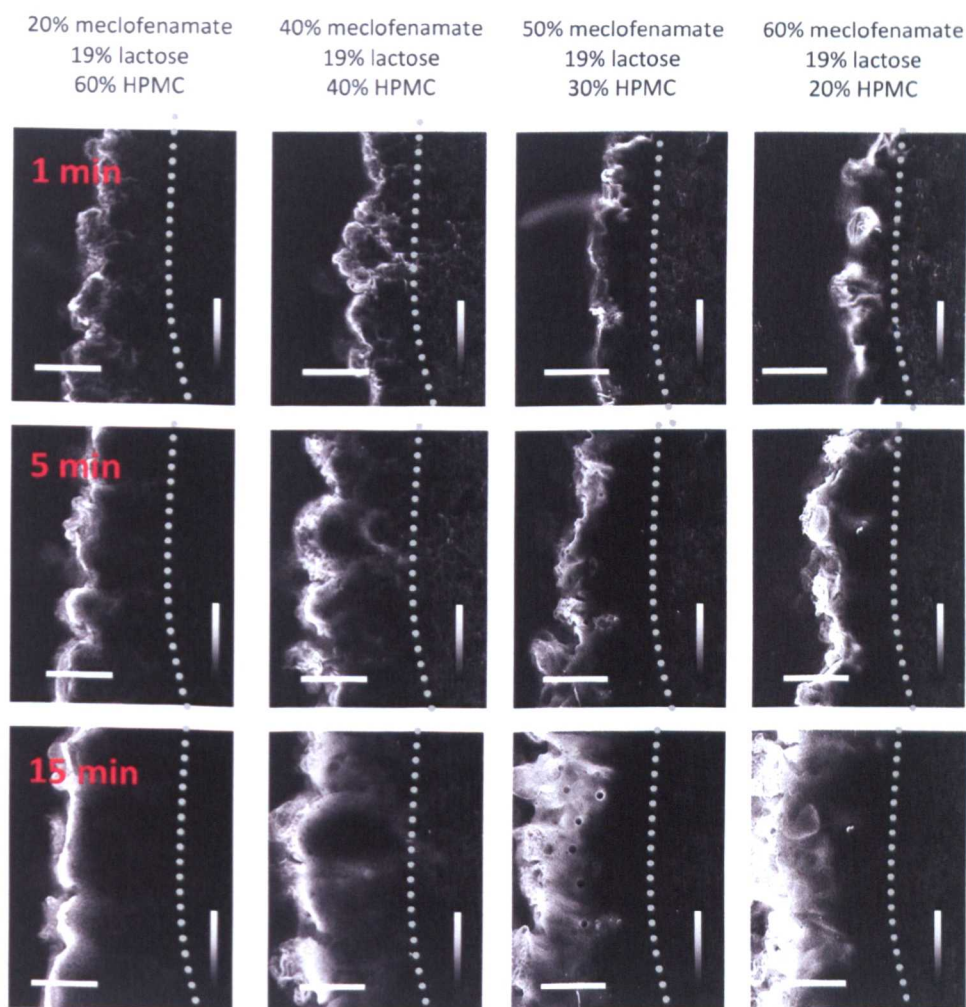 20% meclofenamate
19% lactose
60% HPMC
40% meclofenamate
19% lactose
40% HPMC
50% meclofenamate
19% lactose
30% HPMC
60% meclofenamate
19% lactose
20% HPMC
1 min
5 min
15 min